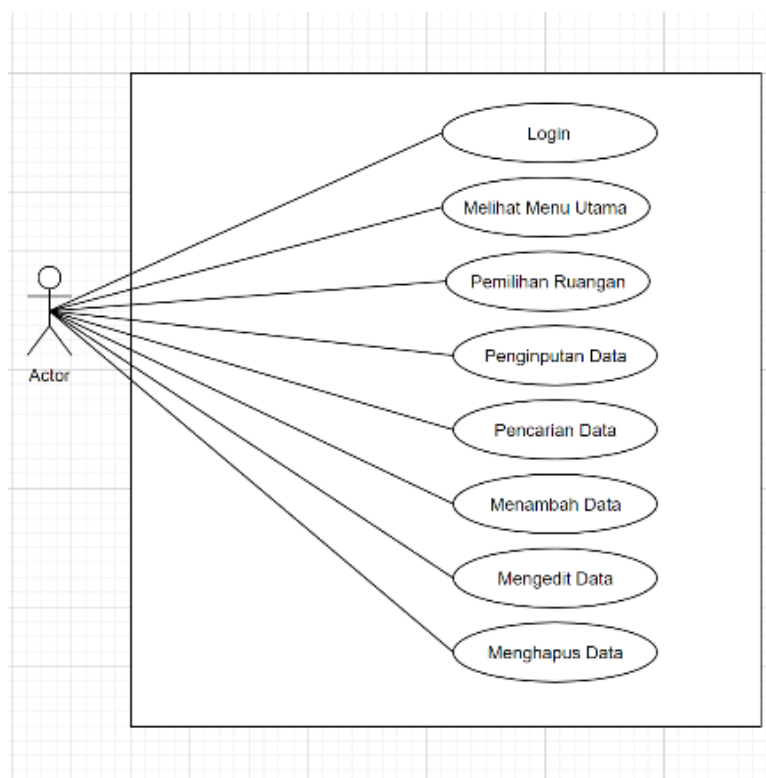 Login
Melihat Menu Utama
Pemilihan Ruangan
Penginputan Data
Actor
Pencarian Data
Menambah Data
Mengedit Data
Menghapus Data